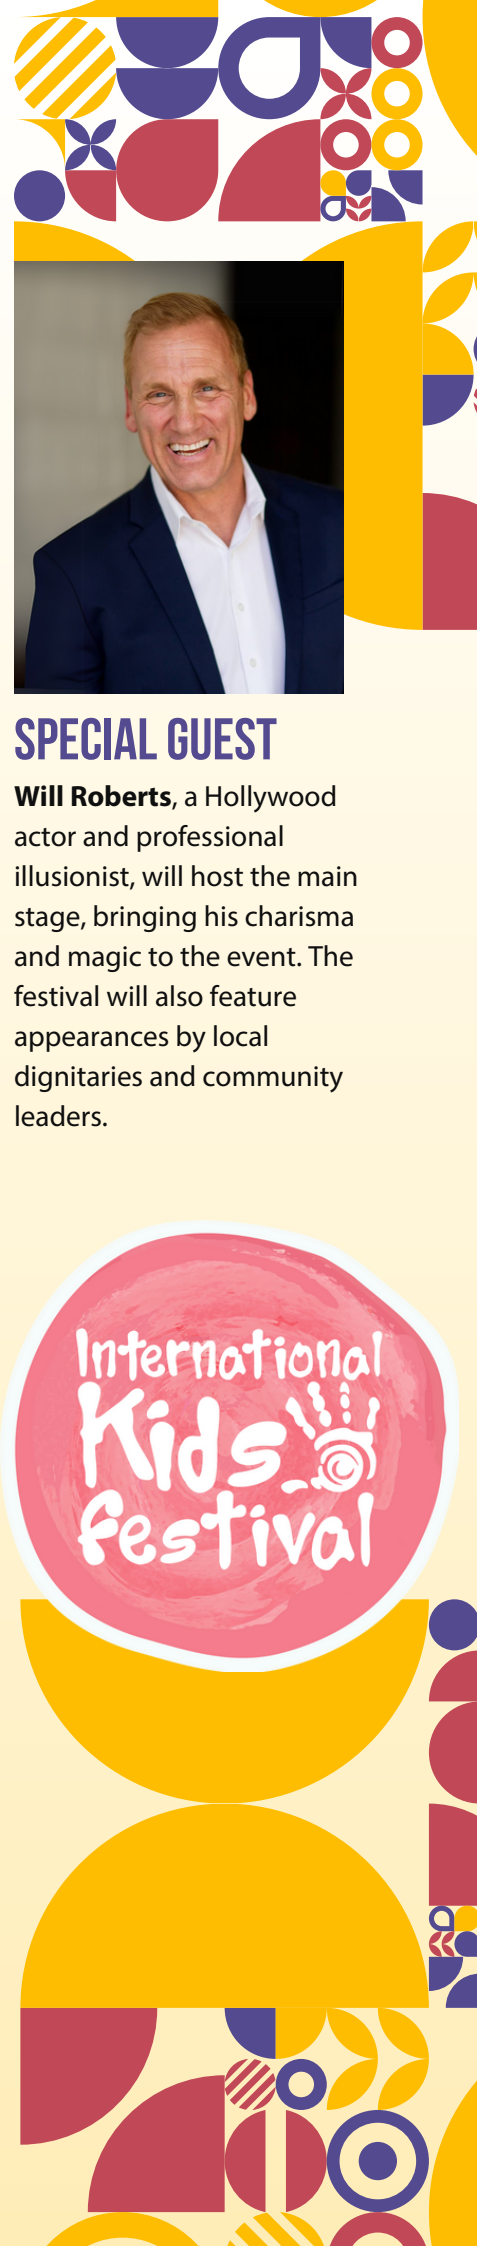 SPECIAL GUEST
Will Roberts, a Hollywood
actor and professional
illusionist, will host the main
stage, bringing his charisma
and magic to the event. The
festival will also feature
appearances by local
dignitaries and community
leaders.
International
Kids
festival